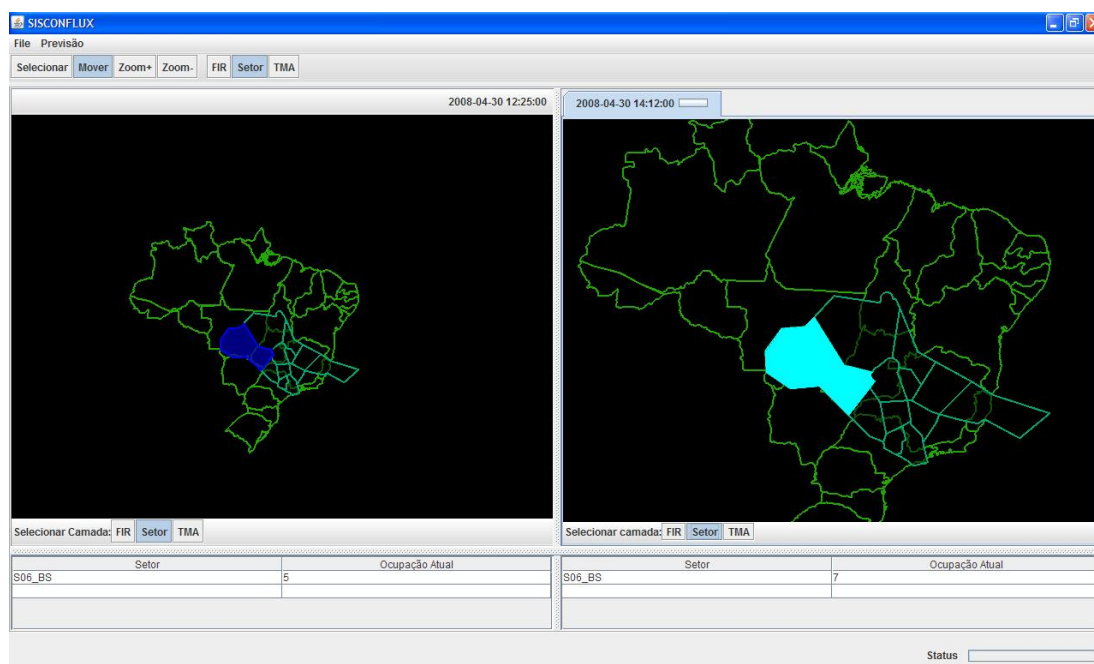 SISCONFLUX
File Previsão
Selecionar Mover Zoom+ Zoom- FIR Setor TMA
2008-04-30 12:25:00
2008-04-30 14:12:00
Selecionar Camada: FIR Setor TMA
Selecionar camada: FIR Setor TMA
Setor Ocupação Atual
S06_BS 5
Setor Ocupação Atual
S06_BS 7
Status